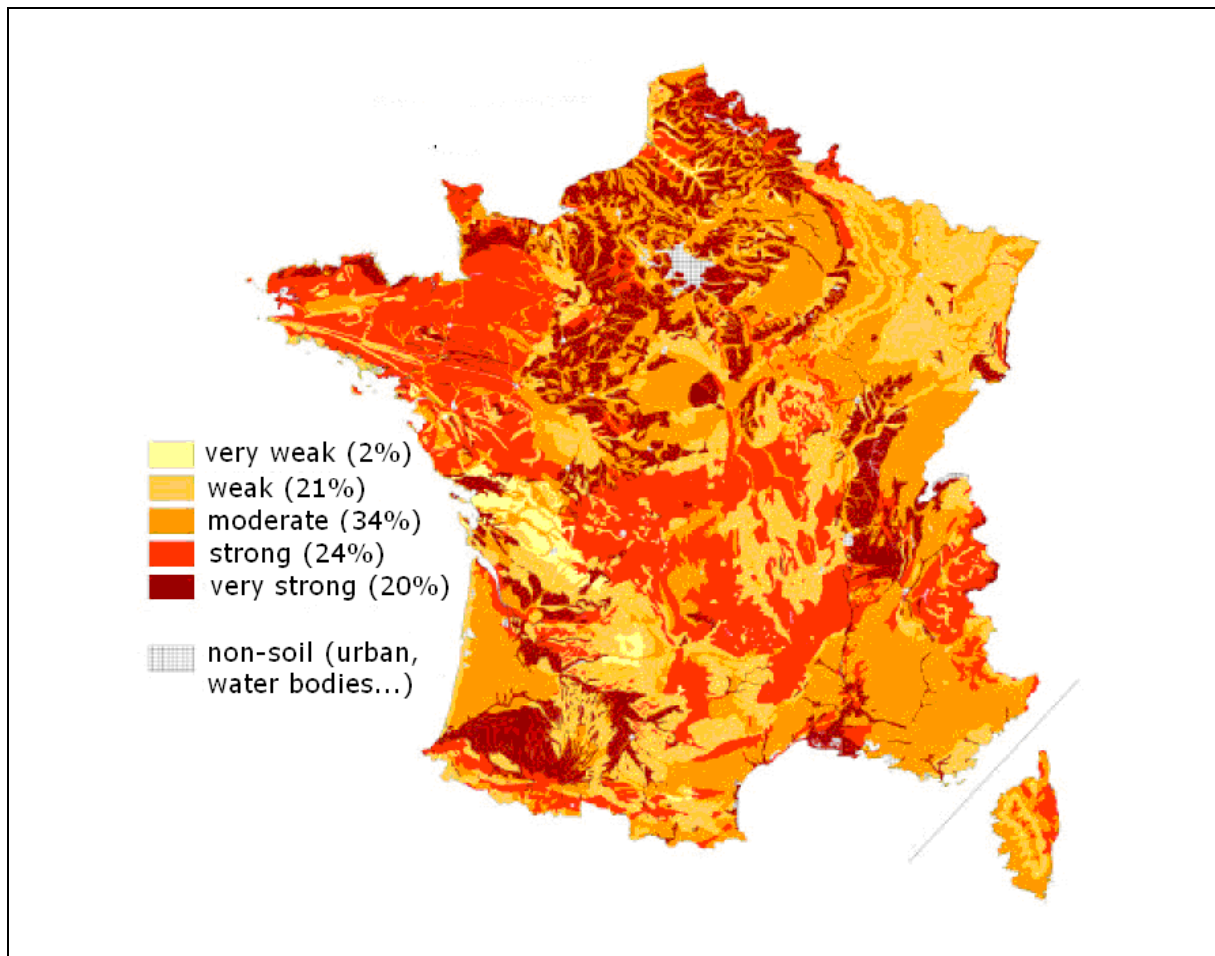 very weak (2%)
weak (21%)
moderate (34%)
strong (24%)
very strong (20%)
non-soil (urban,
water bodies...)